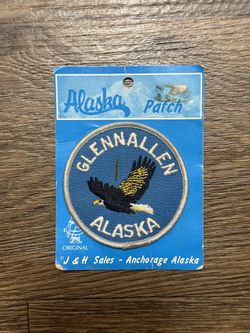 Alaska
Patch
GLENNALLEN
ALASKA
ORIGINAL
J & H Sales - Anchorage Alaska